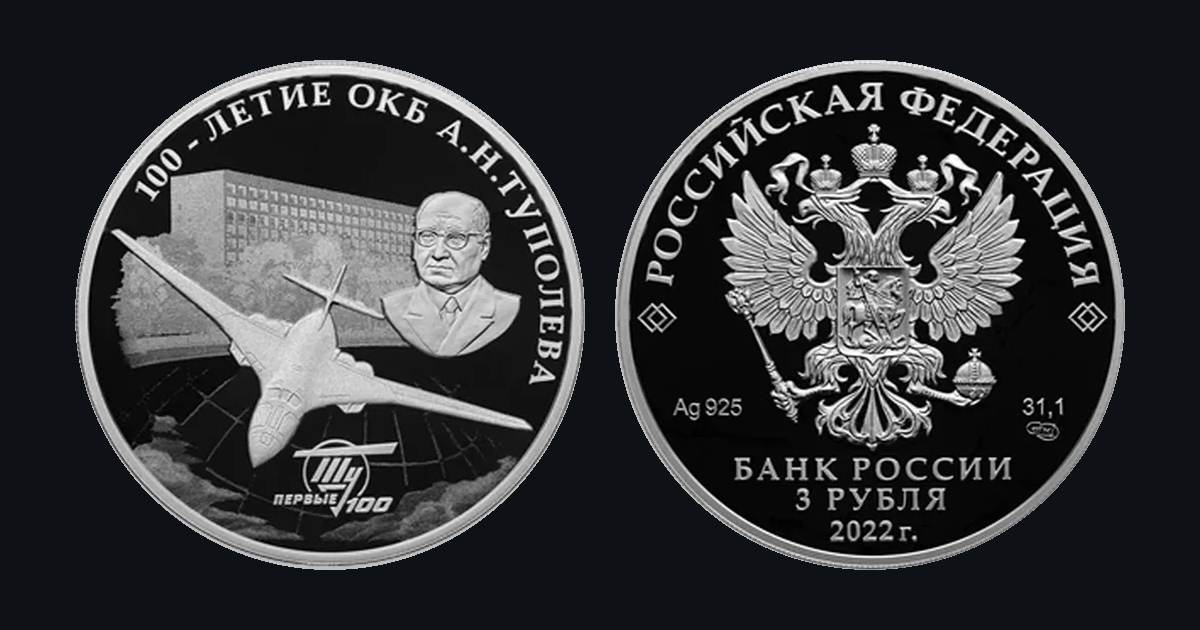 100 - ЛЕТИЕ ОКБ А.Н.ТУПОЛЕВА
Ту
ПЕРВЫЕ 100
РОССИЙСКАЯ ФЕДЕРАЦИЯ
Ag 925
31,1
БАНК РОССИИ
3 РУБЛЯ
2022 г.